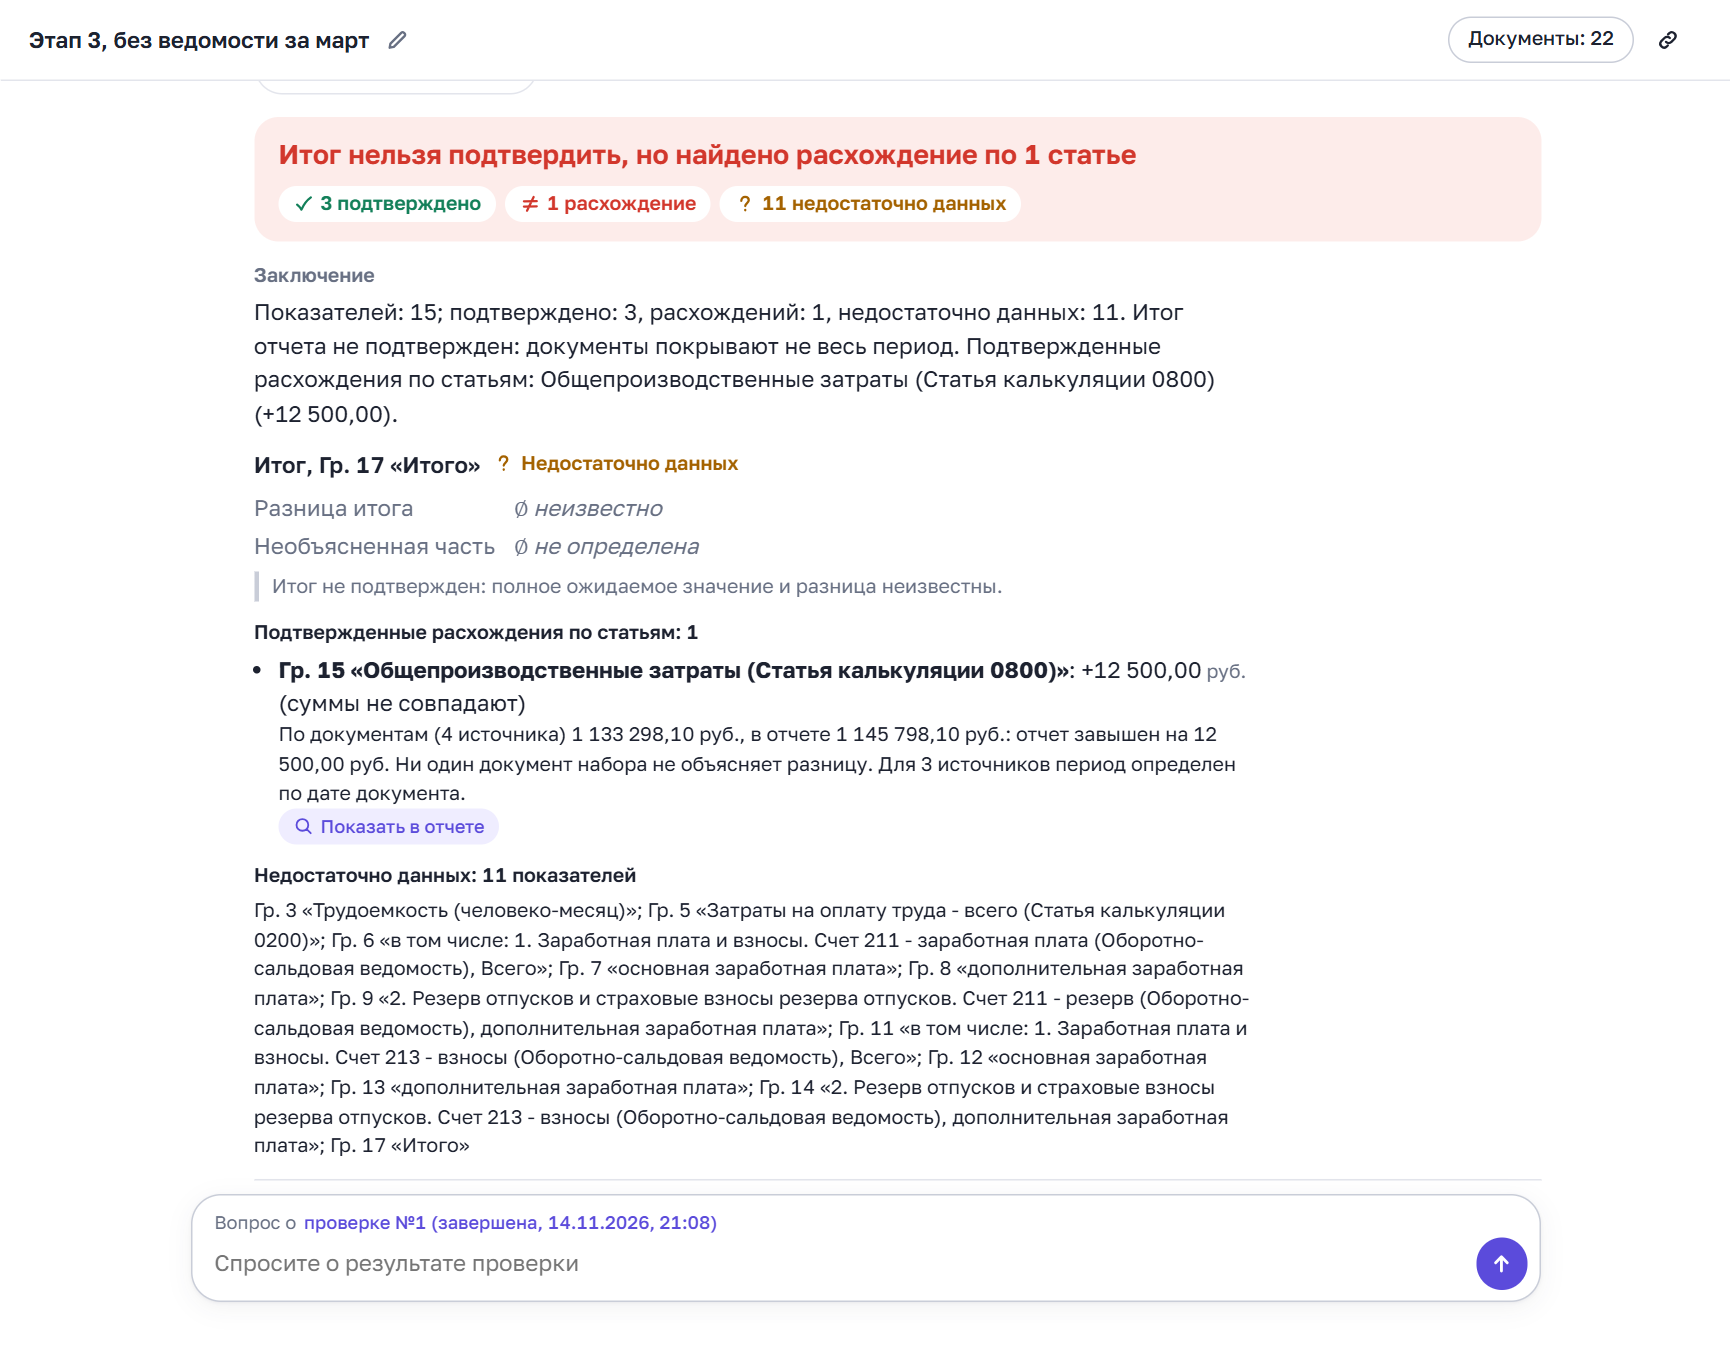 Этап 3, без ведомости за март
Документы: 22
Итог нельзя подтвердить, но найдено расхождение по 1 статье
✓ 3 подтверждено
≠ 1 расхождение
? 11 недостаточно данных
Заключение
Показателей: 15; подтверждено: 3, расхождений: 1, недостаточно данных: 11. Итог
отчета не подтвержден: документы покрывают не весь период. Подтвержденные
расхождения по статьям: Общепроизводственные затраты (Статья калькуляции 0800)
(+12 500,00).
Итог, Гр. 17 «Итого» ? Недостаточно данных
Разница итога ∅ неизвестно
Необъясненная часть ∅ не определена
Итог не подтвержден: полное ожидаемое значение и разница неизвестны.
Подтвержденные расхождения по статьям: 1
• Гр. 15 «Общепроизводственные затраты (Статья калькуляции 0800)»: +12 500,00 руб.
(суммы не совпадают)
По документам (4 источника) 1 133 298,10 руб., в отчете 1 145 798,10 руб.: отчет завышен на 12
500,00 руб. Ни один документ набора не объясняет разницу. Для 3 источников период определен
по дате документа.
Показать в отчете
Недостаточно данных: 11 показателей
Гр. 3 «Трудоемкость (человеко-месяц)»; Гр. 5 «Затраты на оплату труда - всего (Статья калькуляции
0200)»; Гр. 6 «в том числе: 1. Заработная плата и взносы. Счет 211 - заработная плата (Оборотно-
сальдовая ведомость), Всего»; Гр. 7 «основная заработная плата»; Гр. 8 «дополнительная заработная
плата»; Гр. 9 «2. Резерв отпусков и страховые взносы резерва отпусков. Счет 211 - резерв (Оборотно-
сальдовая ведомость), дополнительная заработная плата»; Гр. 11 «в том числе: 1. Заработная плата и
взносы. Счет 213 - взносы (Оборотно-сальдовая ведомость), Всего»; Гр. 12 «основная заработная
плата»; Гр. 13 «дополнительная заработная плата»; Гр. 14 «2. Резерв отпусков и страховые взносы
резерва отпусков. Счет 213 - взносы (Оборотно-сальдовая ведомость), дополнительная заработная
плата»; Гр. 17 «Итого»
Вопрос о проверке №1 (завершена, 14.11.2026, 21:08)
Спросите о результате проверки